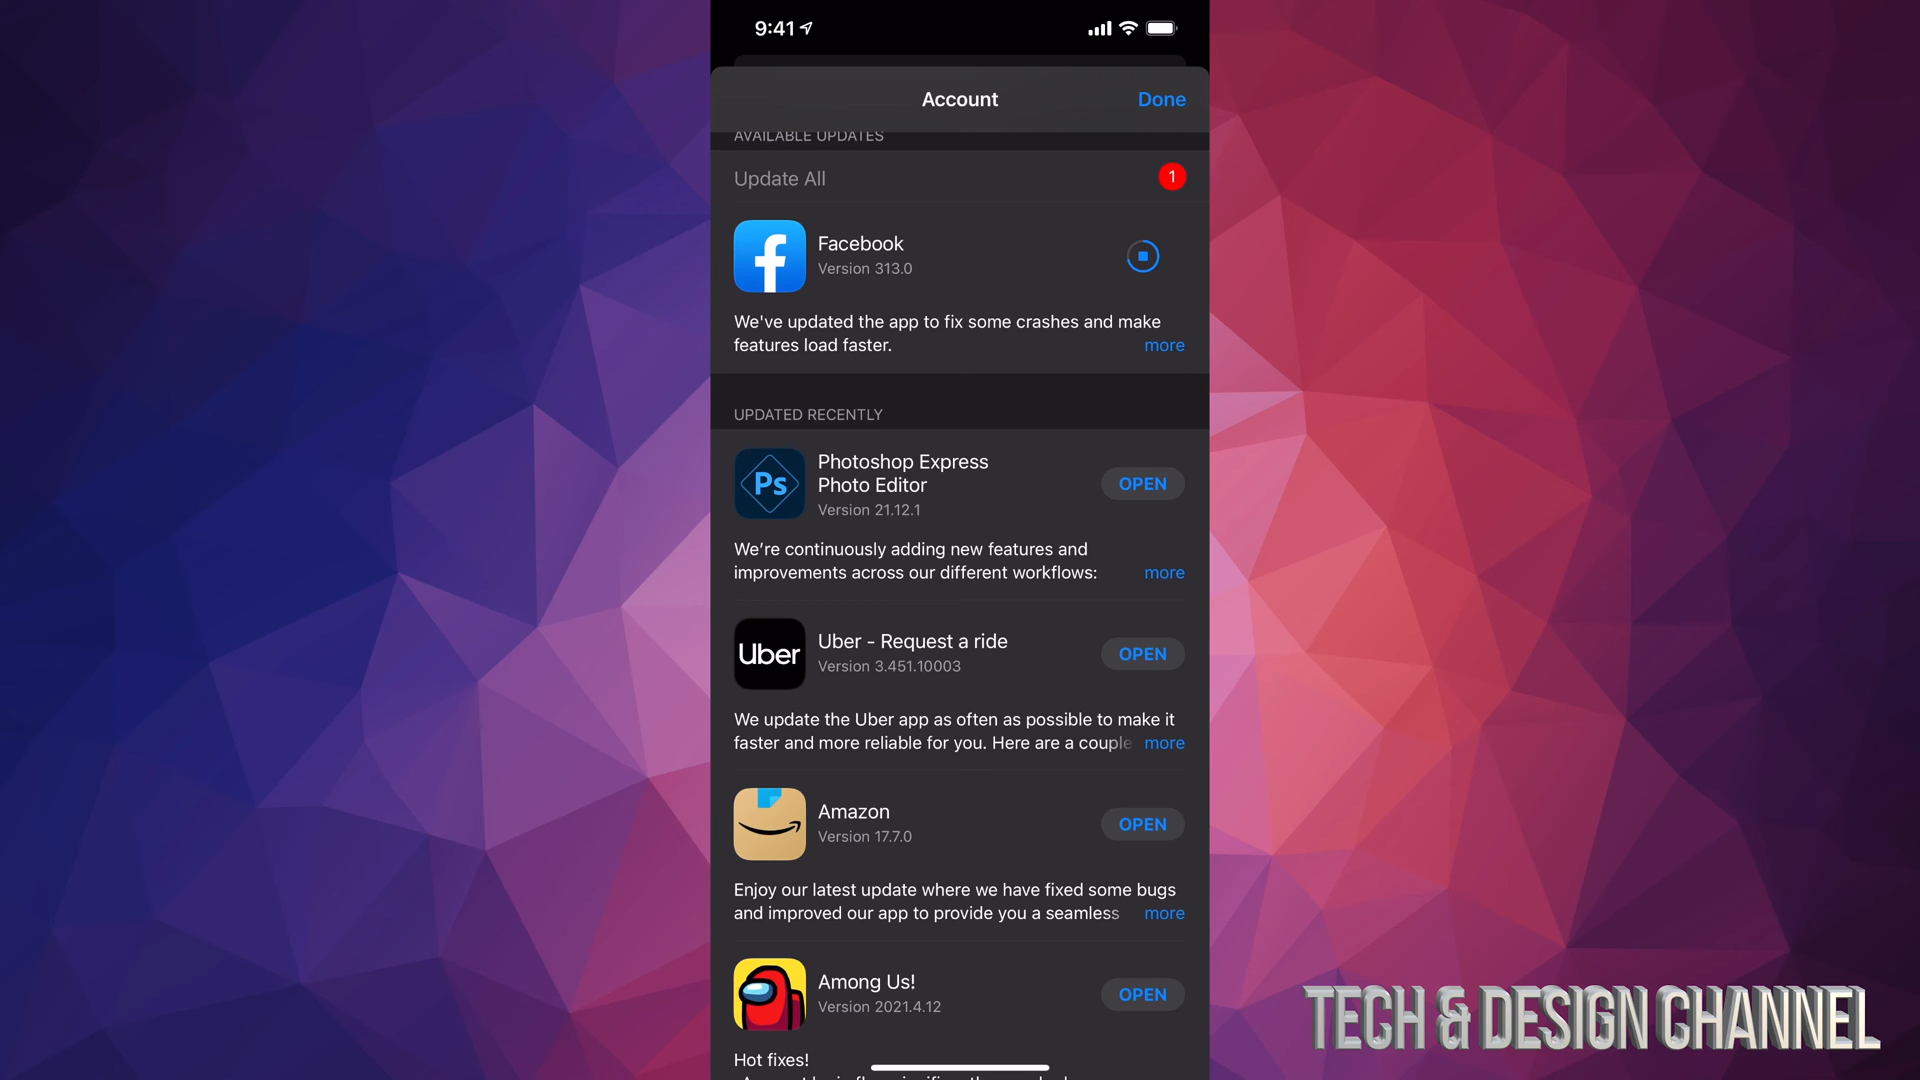 9:41
Account
Done
AVAILABLE UPDATES
Update All
1
Facebook
Version 313.0
We've updated the app to fix some crashes and make
features load faster.
more
UPDATED RECENTLY
Ps
Photoshop Express
Photo Editor
Version 21.12.1
OPEN
We’re continuously adding new features and
improvements across our different workflows:
more
Uber
Uber - Request a ride
Version 3.451.10003
OPEN
We update the Uber app as often as possible to make it
faster and more reliable for you. Here are a couple
more
Amazon
Version 17.7.0
OPEN
Enjoy our latest update where we have fixed some bugs
and improved our app to provide you a seamless
more
Among Us!
Version 2021.4.12
OPEN
Hot fixes!
TECH & DESIGN CHANNEL